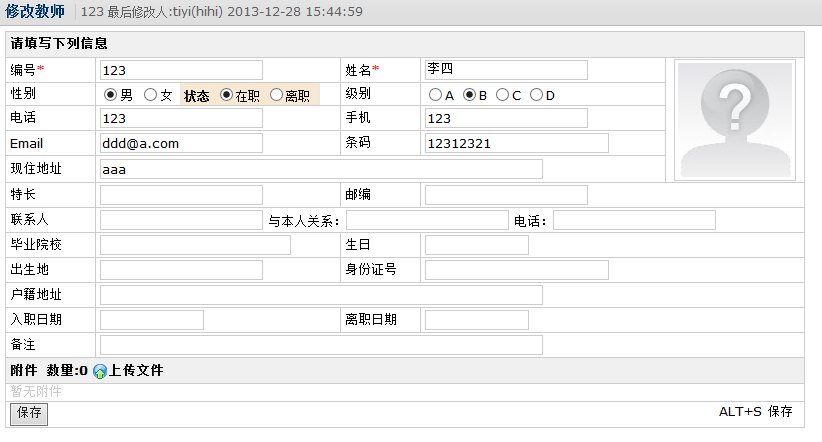 修改教师 123 最后修改人:tiyi(hihi) 2013-12-28 15:44:59
请填写下列信息
编号* 123 姓名* 李四
性别 男 女 状态 在职 离职 级别 A B C D
电话 123 手机 123
Email ddd@a.com 条码 12312321
现住地址 aaa
特长 邮编
联系人 与本人关系: 电话:
毕业院校 生日
出生地 身份证号
户籍地址
入职日期 离职日期
备注
附件 数量:0 上传文件
暂无附件
保存 ALT+S 保存